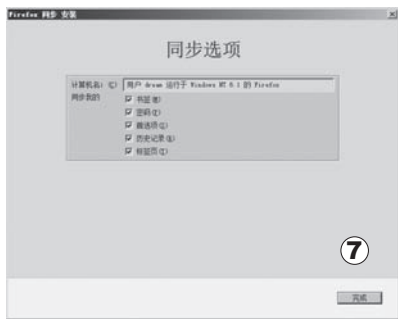 Firefox 同步 安装
同步选项
计算机名: (C) 用户 dream 运行于 Windows NT 6.1 的 Firefox
同步我的
书签(B)
密码(P)
首选项(S)
历史记录(H)
标签页(T)
⑦
完成